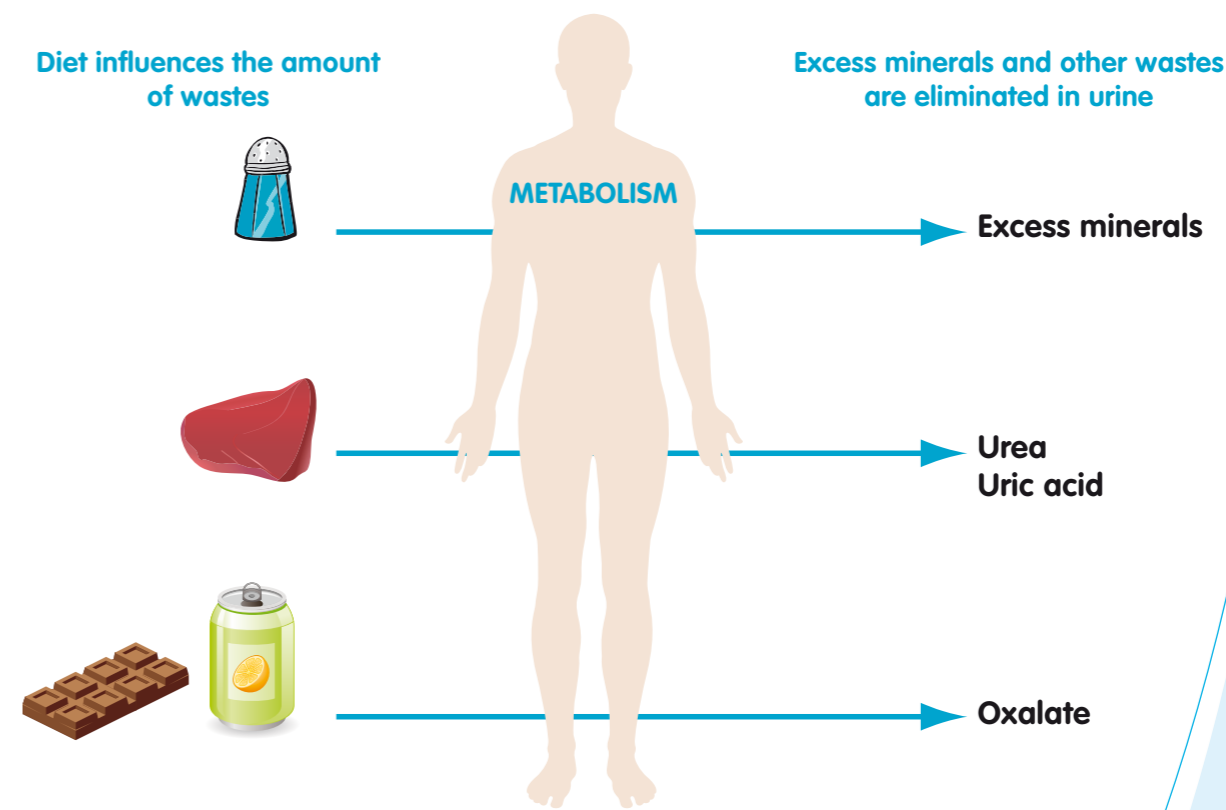 Diet influences the amount
of wastes
Excess minerals and other wastes
are eliminated in urine
METABOLISM
Excess minerals
Urea
Uric acid
Oxalate